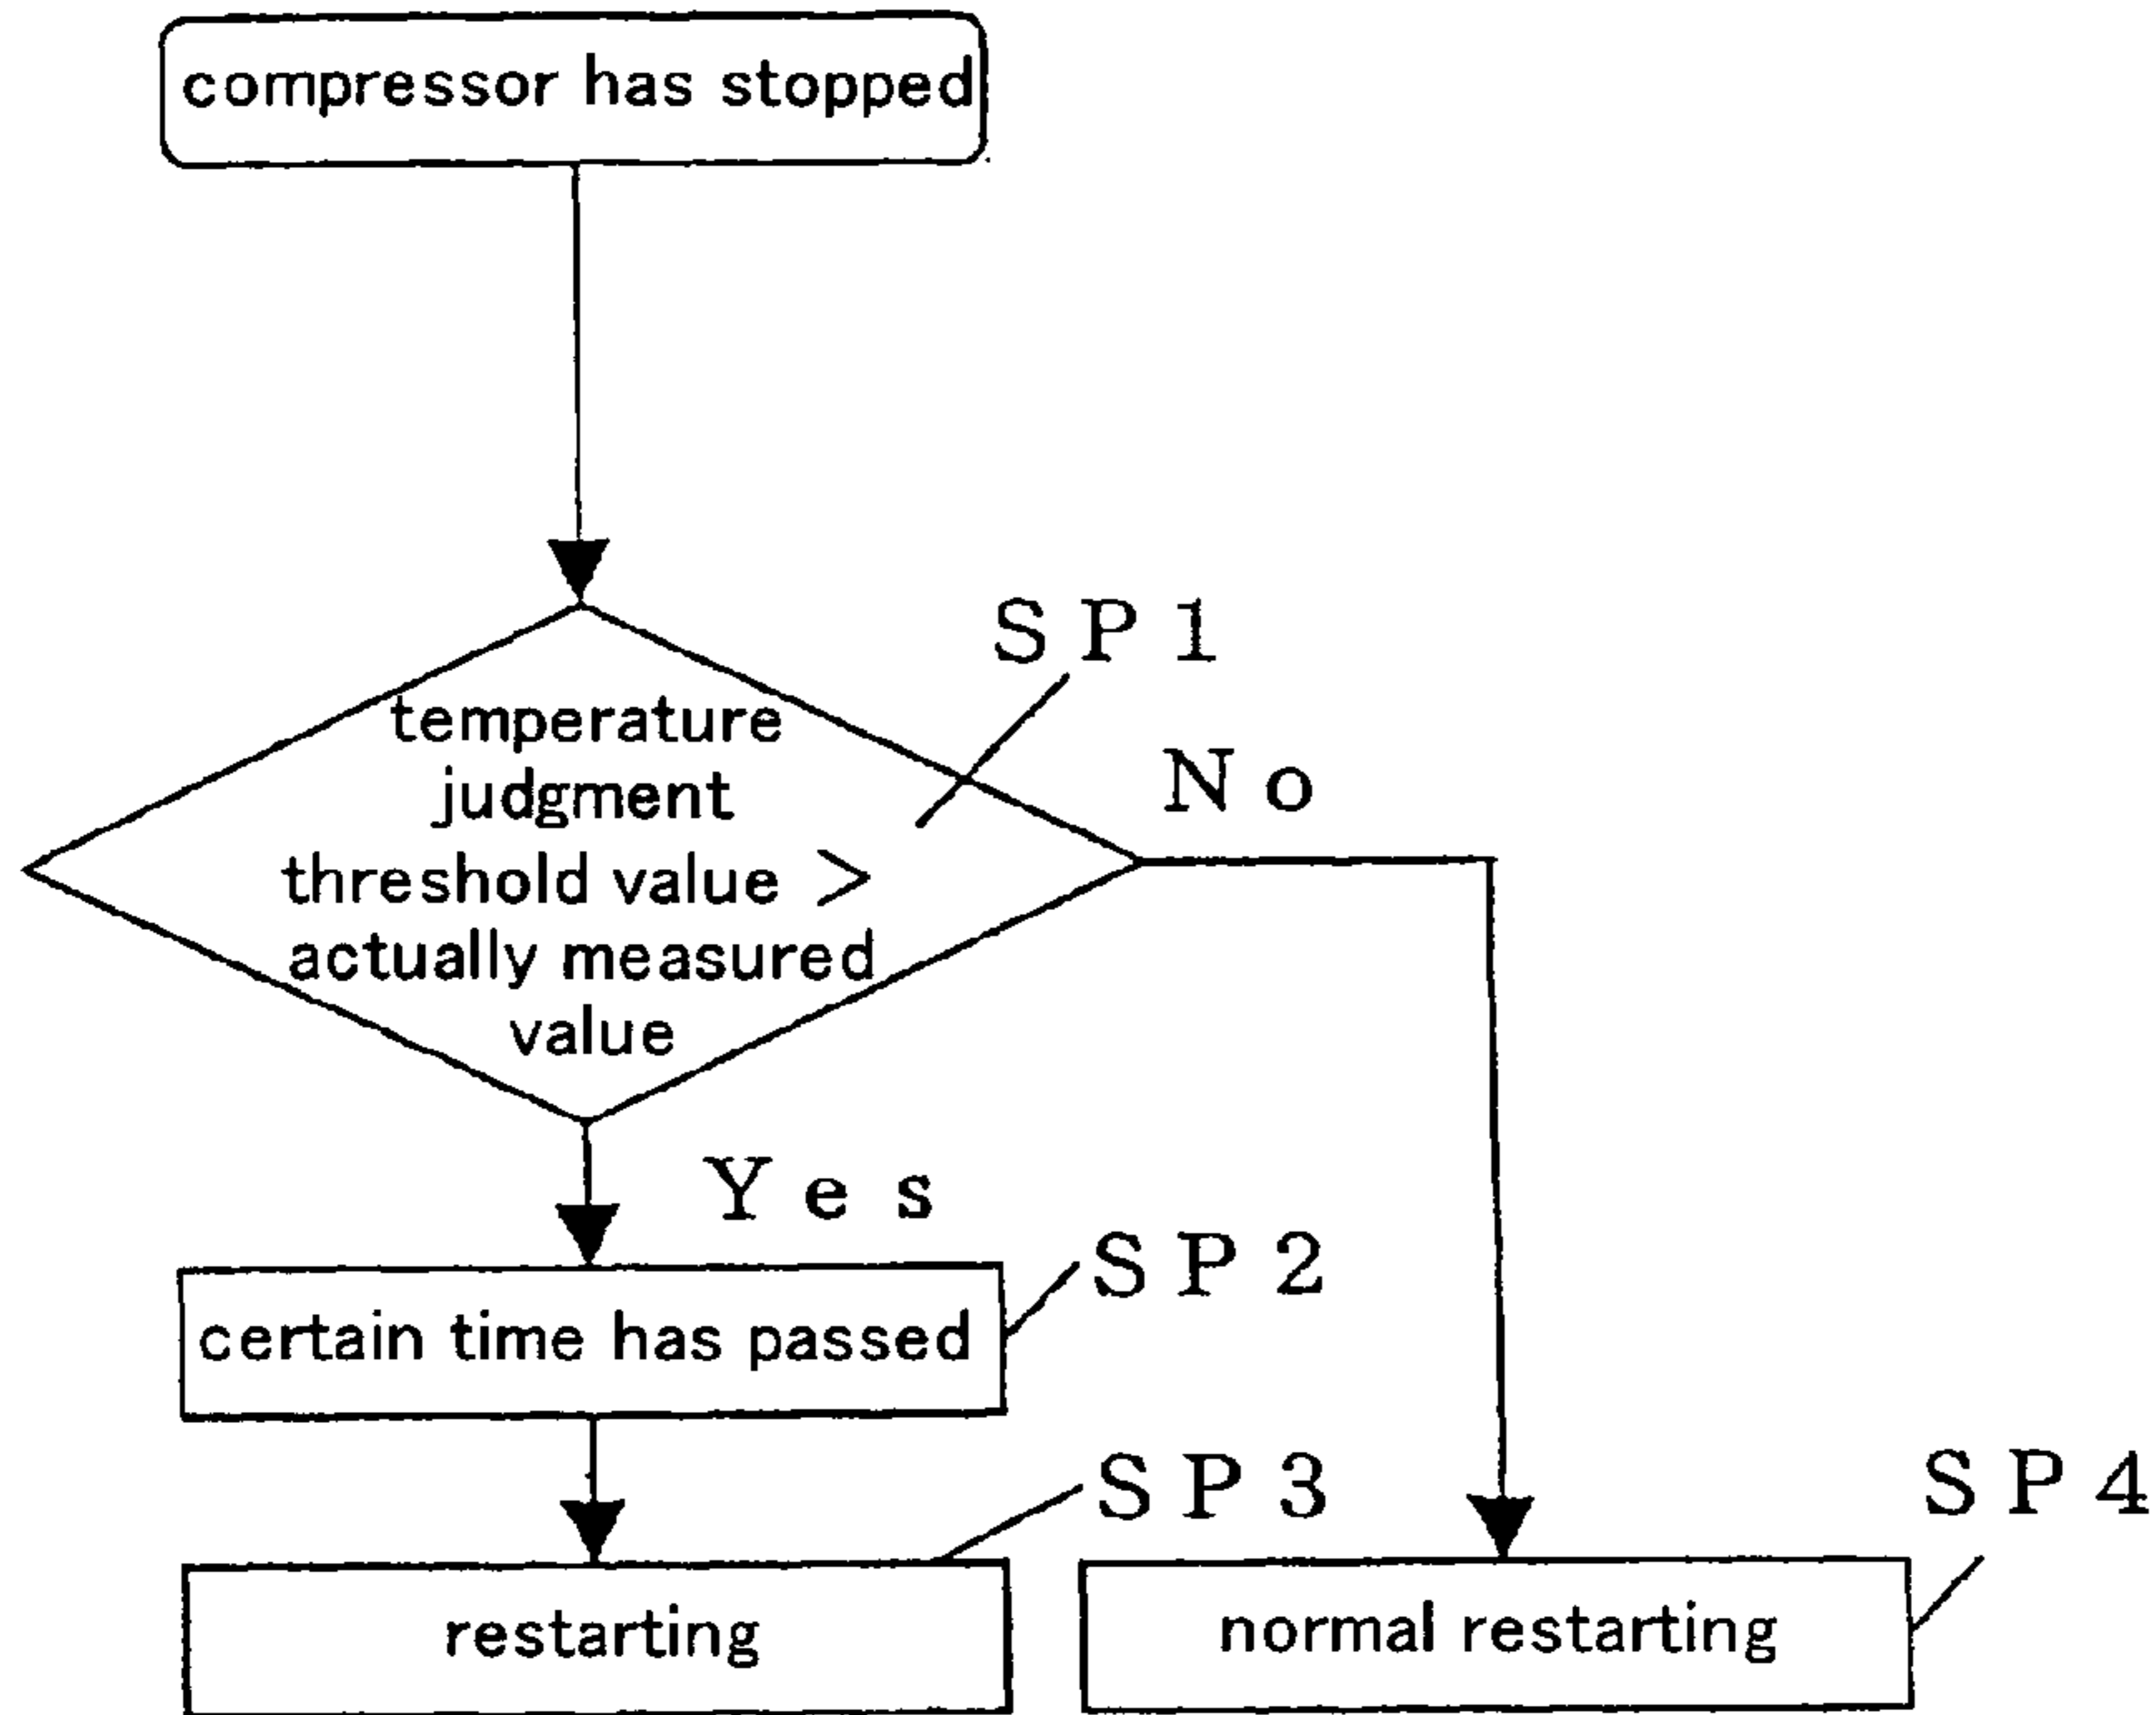 compressor has stopped
SP1
temperature
judgment
threshold value >
actually measured
value
No
Yes
SP2
certain time has passed
SP3
restarting
SP4
normal restarting